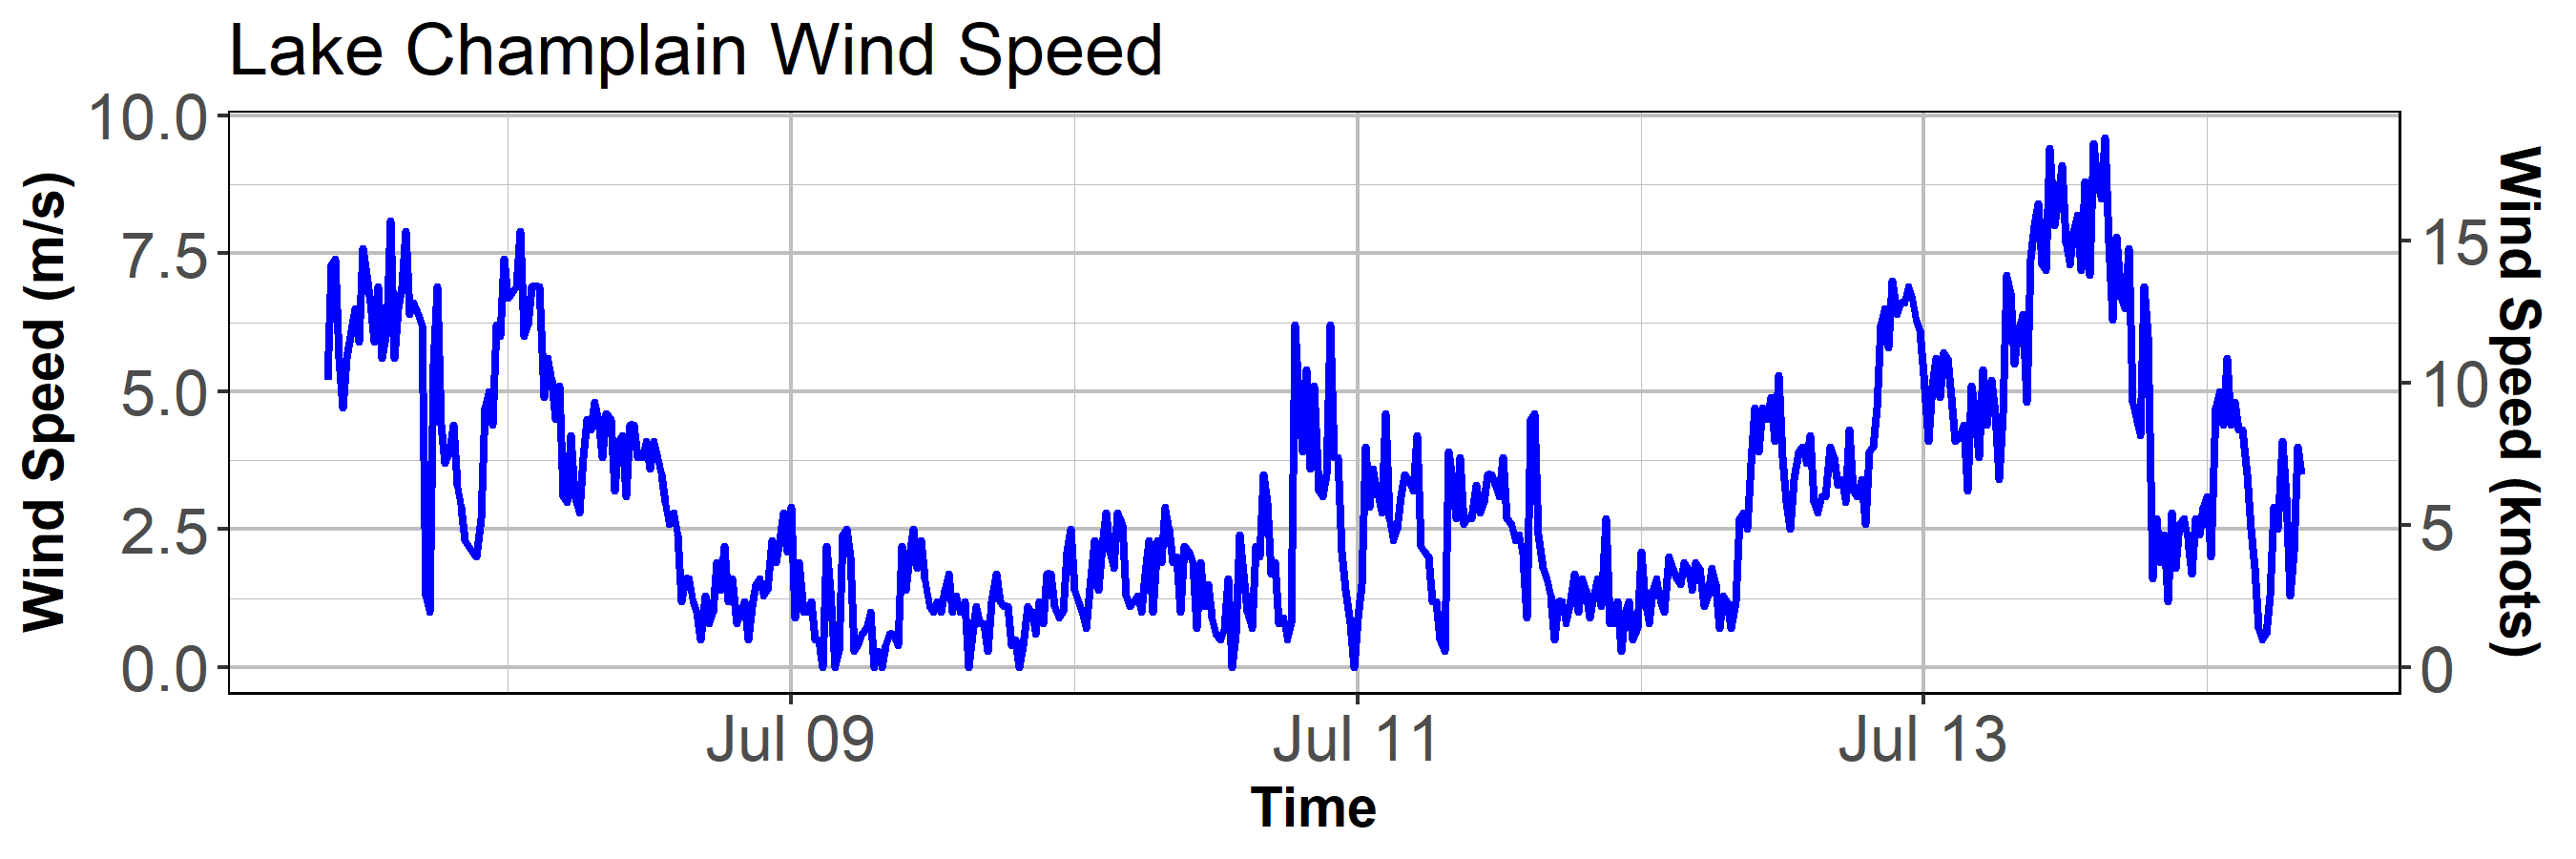 Lake Champlain Wind Speed
Wind Speed (m/s)
10.0
7.5
5.0
2.5
0.0
15
10
5
0
Wind Speed (knots)
Jul 09 Jul 11 Jul 13
Time